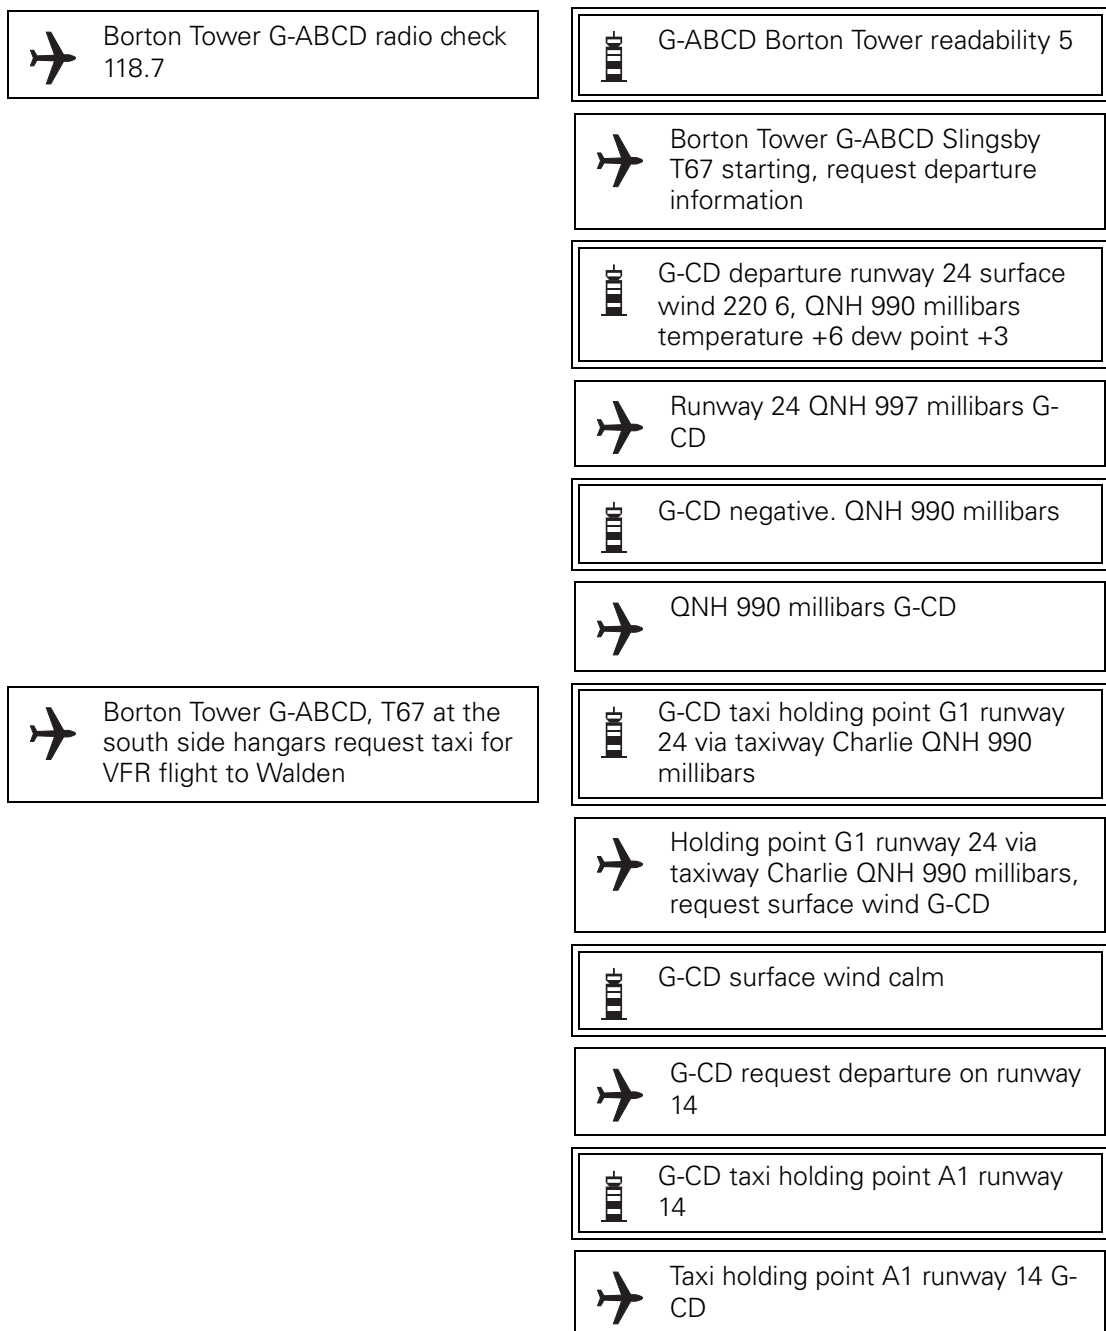 Borton Tower G-ABCD radio check
118.7
G-ABCD Borton Tower readability 5
Borton Tower G-ABCD Slingsby
T67 starting, request departure
information
G-CD departure runway 24 surface
wind 220 6, QNH 990 millibars
temperature +6 dew point +3
Runway 24 QNH 997 millibars G-
CD
G-CD negative. QNH 990 millibars
QNH 990 millibars G-CD
Borton Tower G-ABCD, T67 at the
south side hangars request taxi for
VFR flight to Walden
G-CD taxi holding point G1 runway
24 via taxiway Charlie QNH 990
millibars
Holding point G1 runway 24 via
taxiway Charlie QNH 990 millibars,
request surface wind G-CD
G-CD surface wind calm
G-CD request departure on runway
14
G-CD taxi holding point A1 runway
14
Taxi holding point A1 runway 14 G-
CD